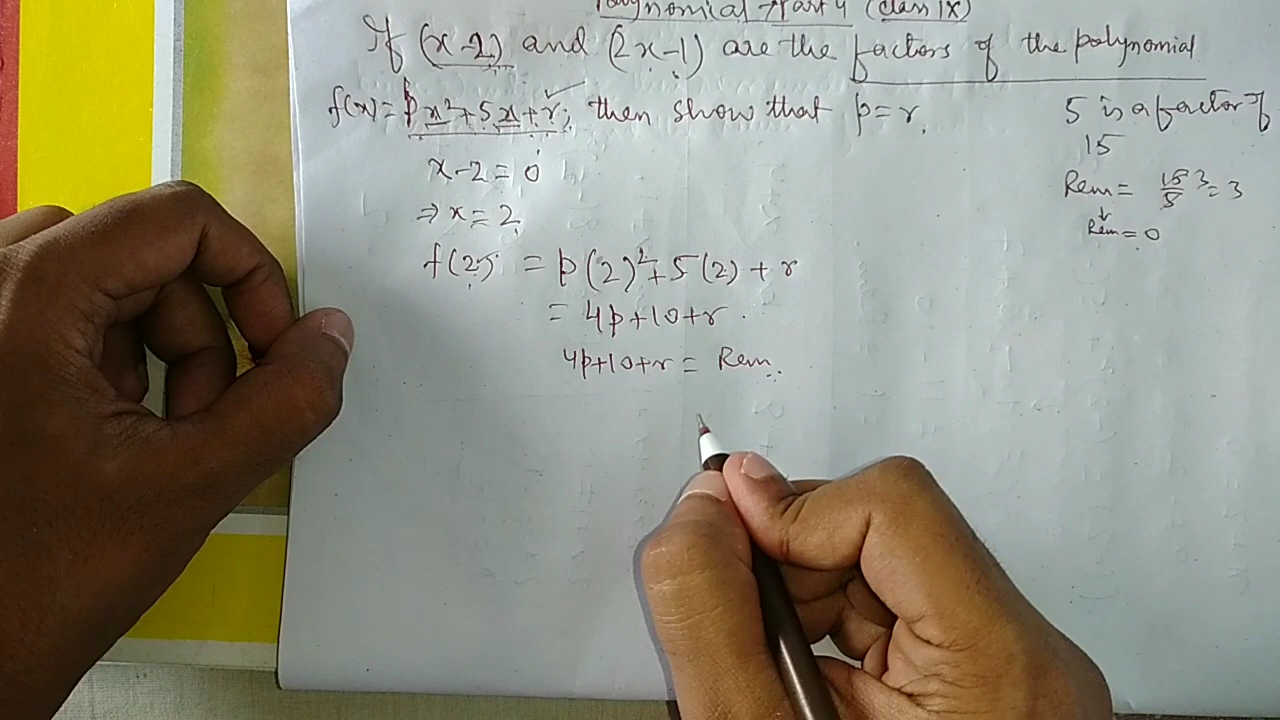 Polynomial → Part 4 (class IX)
If (x-2) and (2x-1) are the factors of the polynomial
f(x) = px²+5x+r; then show that p=r.
x-2=0
⇒ x=2
f(2) = p(2)²+5(2)+r
= 4p+10+r.
4p+10+r = Rem.
5 is a factor of
15
Rem = 15/5 3 = 3
↓
Rem = 0